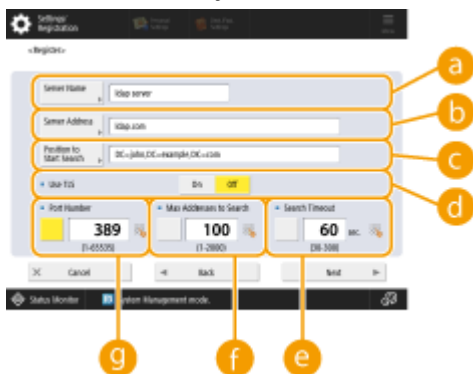 Settings/
Registration
<Register>
Server Name
ldap server
a
Server Address
ldap.com
b
Position to
Start Search
DC=john,DC=example,DC=com
c
Use TLS
On
Off
d
Port Number
Max Addresses to Search
Search Timeout
389
100
60
sec.
(1-65535)
(1-2000)
(30-300)
Cancel
Back
Next
Status Monitor
System Management mode.
g
f
e